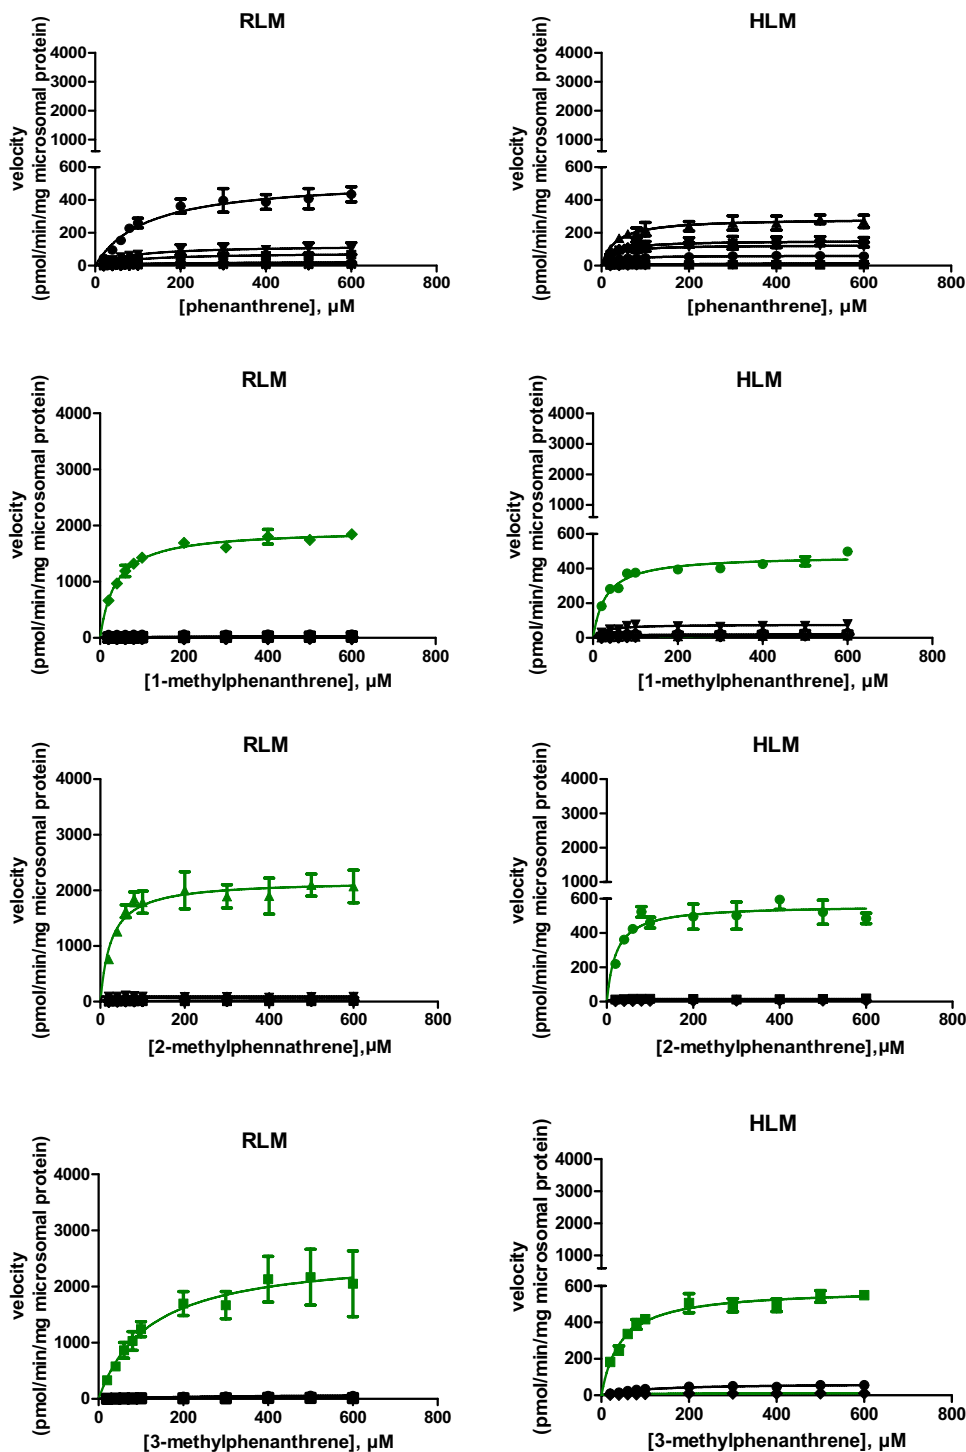 RLM
velocity
(pmol/min/mg microsomal protein)
4000
3000
2000
1000
600
400
200
0
0
200
400
600
800
[phenanthrene], µM
HLM
velocity
(pmol/min/mg microsomal protein)
4000
3000
2000
1000
600
400
200
0
0
200
400
600
800
[phenanthrene], µM
RLM
velocity
(pmol/min/mg microsomal protein)
4000
3000
2000
1000
0
0
200
400
600
800
[1-methylphenanthrene], µM
HLM
velocity
(pmol/min/mg microsomal protein)
4000
3000
2000
1000
600
400
200
0
0
200
400
600
800
[1-methylphenanthrene], µM
RLM
velocity
(pmol/min/mg microsomal protein)
4000
3000
2000
1000
0
0
200
400
600
800
[2-methylphennathrene],µM
HLM
velocity
(pmol/min/mg microsomal protein)
4000
3000
2000
1000
600
400
200
0
0
200
400
600
800
[2-methylphenanthrene],µM
RLM
velocity
(pmol/min/mg microsomal protein)
4000
3000
2000
1000
0
0
200
400
600
800
[3-methylphenanthrene], µM
HLM
velocity
(pmol/min/mg microsomal protein)
4000
3000
2000
1000
600
400
200
0
0
200
400
600
800
[3-methylphenanthrene], µM